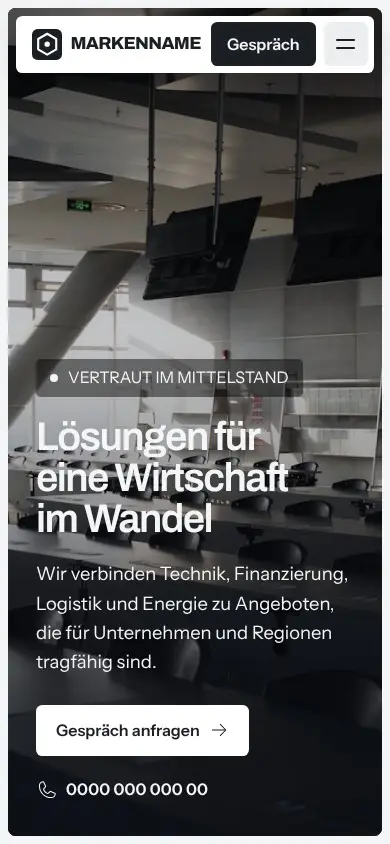 MARKENNAME
Gespräch
VERTRAUT IM MITTELSTAND
Lösungen für
eine Wirtschaft
im Wandel
Wir verbinden Technik, Finanzierung,
Logistik und Energie zu Angeboten,
die für Unternehmen und Regionen
tragfähig sind.
Gespräch anfragen
0000 000 000 00